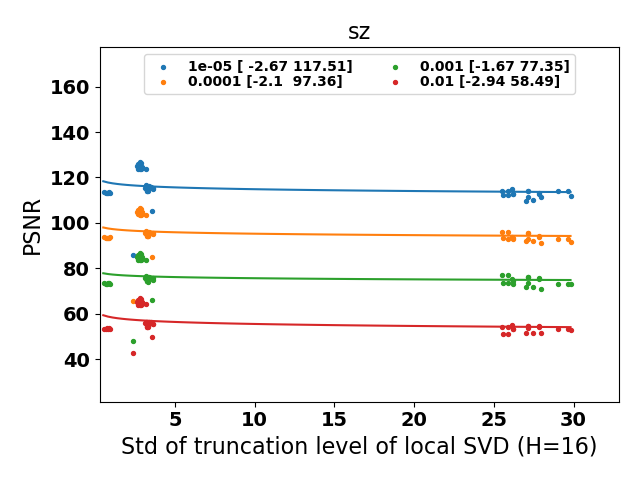 sz
1e-05 [ -2.67 117.51]
0.0001 [-2.1  97.36]
0.001 [-1.67 77.35]
0.01 [-2.94 58.49]
160
140
120
100
80
60
40
PSNR
5 10 15 20 25 30
Std of truncation level of local SVD (H=16)